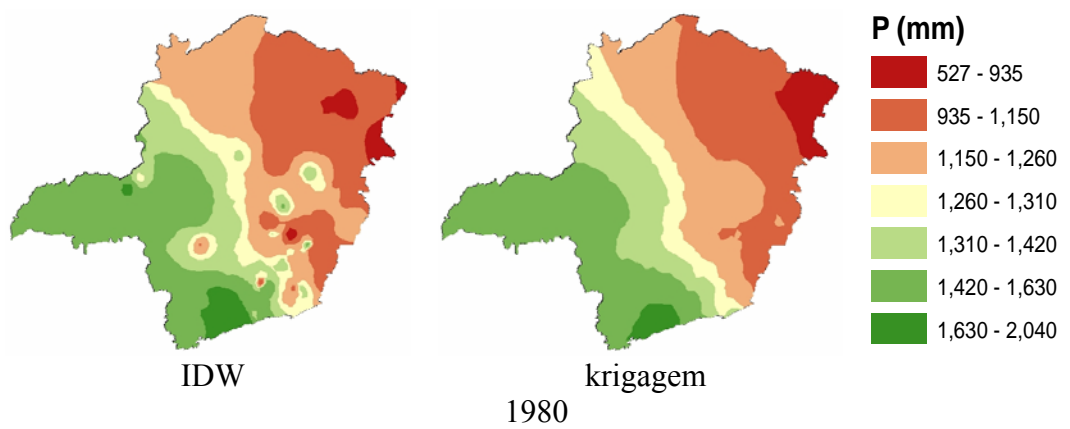 P (mm)
527 - 935
935 - 1,150
1,150 - 1,260
1,260 - 1,310
1,310 - 1,420
1,420 - 1,630
1,630 - 2,040
IDW
krigagem
1980